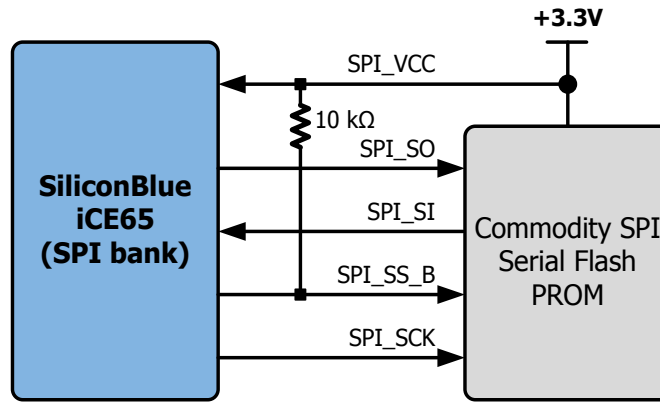 +3.3V
SPI_VCC
10 kΩ
SPI_SO
SiliconBlue
iCE65
(SPI bank)
SPI_SI
Commodity SPI
Serial Flash
PROM
SPI_SS_B
SPI_SCK